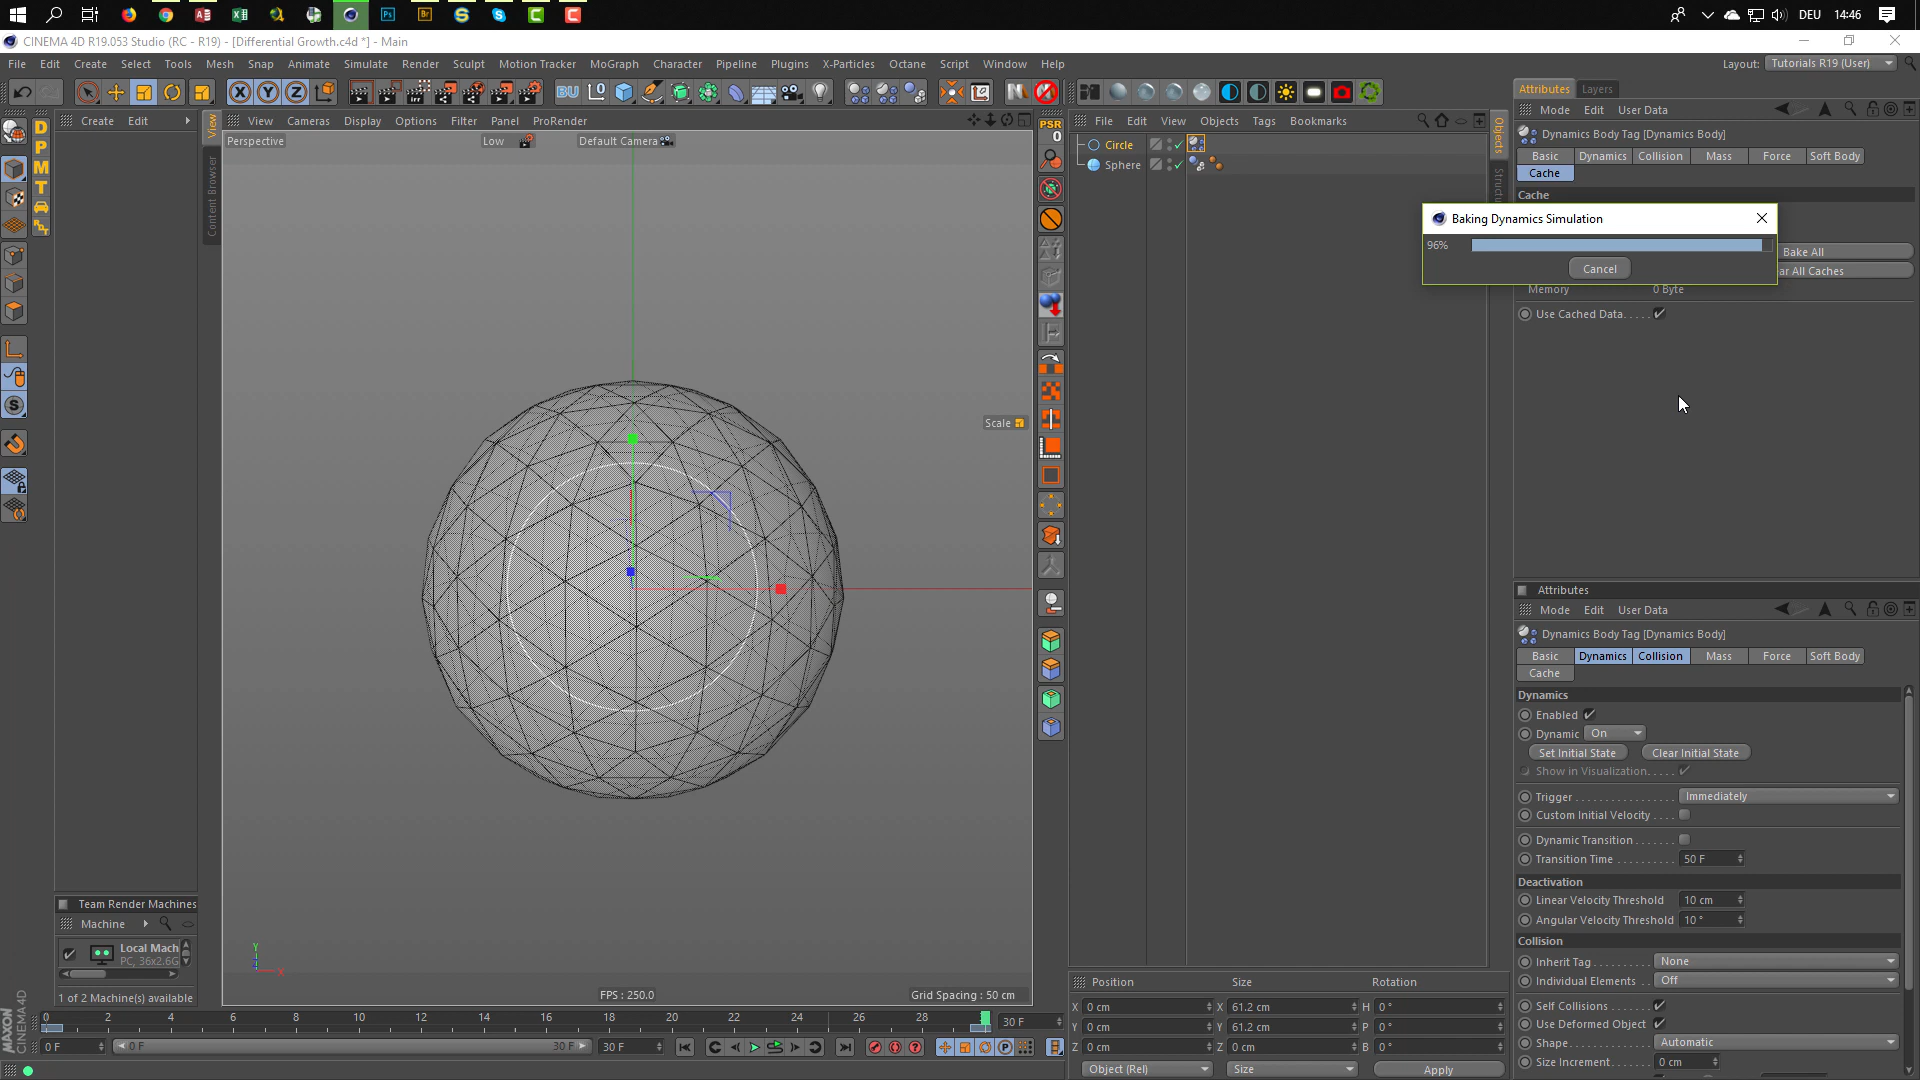 DEU 14:46
CINEMA 4D R19.053 Studio (RC - R19) - [Differential Growth.c4d *] - Main
File Edit Create Select Tools Mesh Snap Animate Simulate Render Sculpt Motion Tracker MoGraph Character Pipeline Plugins X-Particles Octane Script Window Help
Layout: Tutorials R19 (User)
Create Edit
View
Content Browser
View Cameras Display Options Filter Panel ProRender
Perspective
Low
Default Camera
Scale
FPS : 250.0
Grid Spacing : 50 cm
Y
X
D
P
M
T
PSR
0
File Edit View Objects Tags Bookmarks
Circle
Sphere
Objects
Attributes Layers
Mode Edit User Data
Dynamics Body Tag [Dynamics Body]
Basic Dynamics Collision Mass Force Soft Body
Cache
Cache
Baking Dynamics Simulation
96%
Cancel
Bake All
ar All Caches
Memory 0 Byte
Use Cached Data
Attributes
Mode Edit User Data
Dynamics Body Tag [Dynamics Body]
Basic Dynamics Collision Mass Force Soft Body
Cache
Dynamics
Enabled
Dynamic On
Set Initial State Clear Initial State
Show in Visualization
Trigger Immediately
Custom Initial Velocity
Dynamic Transition
Transition Time 50 F
Deactivation
Linear Velocity Threshold 10 cm
Angular Velocity Threshold 10 °
Collision
Inherit Tag None
Individual Elements Off
Self Collisions
Use Deformed Object
Shape Automatic
Size Increment 0 cm
Team Render Machines
Machine
Local Mach
PC, 36x2.6G
1 of 2 Machine(s) available
0 2 4 6 8 10 12 14 16 18 20 22 24 26 28 30 F
0 F 0 F 30 F 30 F
Position Size Rotation
X 0 cm X 61.2 cm H 0 °
Y 0 cm Y 61.2 cm P 0 °
Z 0 cm Z 0 cm B 0 °
Object (Rel) Size Apply
MAXON CINEMA 4D